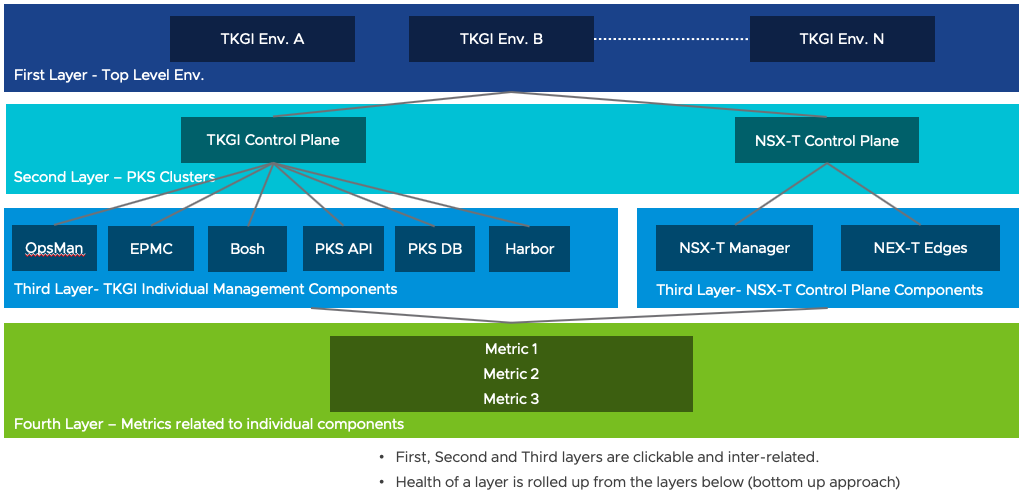 TKGI Env. A
TKGI Env. B
TKGI Env. N
First Layer - Top Level Env.
TKGI Control Plane
NSX-T Control Plane
Second Layer – PKS Clusters
OpsMan
EPMC
Bosh
PKS API
PKS DB
Harbor
NSX-T Manager
NEX-T Edges
Third Layer- TKGI Individual Management Components
Third Layer- NSX-T Control Plane Components
Metric 1
Metric 2
Metric 3
Fourth Layer – Metrics related to individual components
• First, Second and Third layers are clickable and inter-related.
• Health of a layer is rolled up from the layers below (bottom up approach)